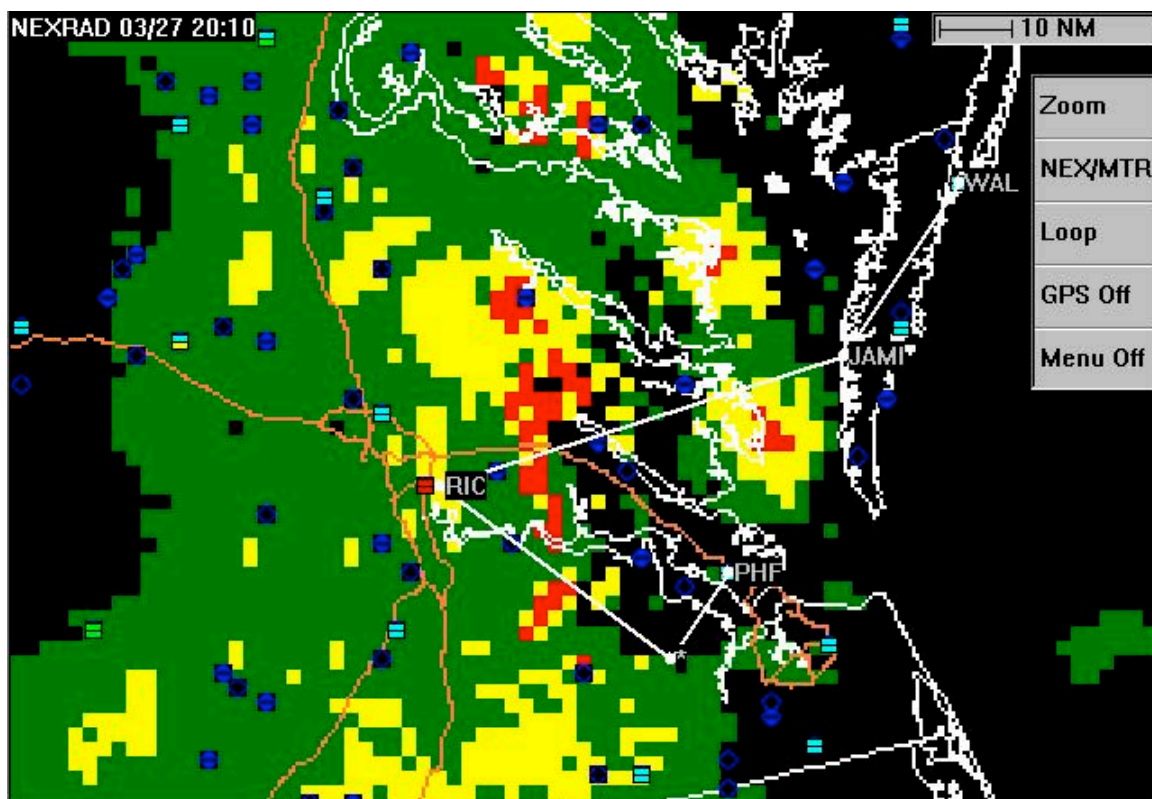 NEXRAD 03/27 20:10
10 NM
Zoom
NEX/MTR
WAL
Loop
GPS Off
JAMI
Menu Off
RIC
PHF
*